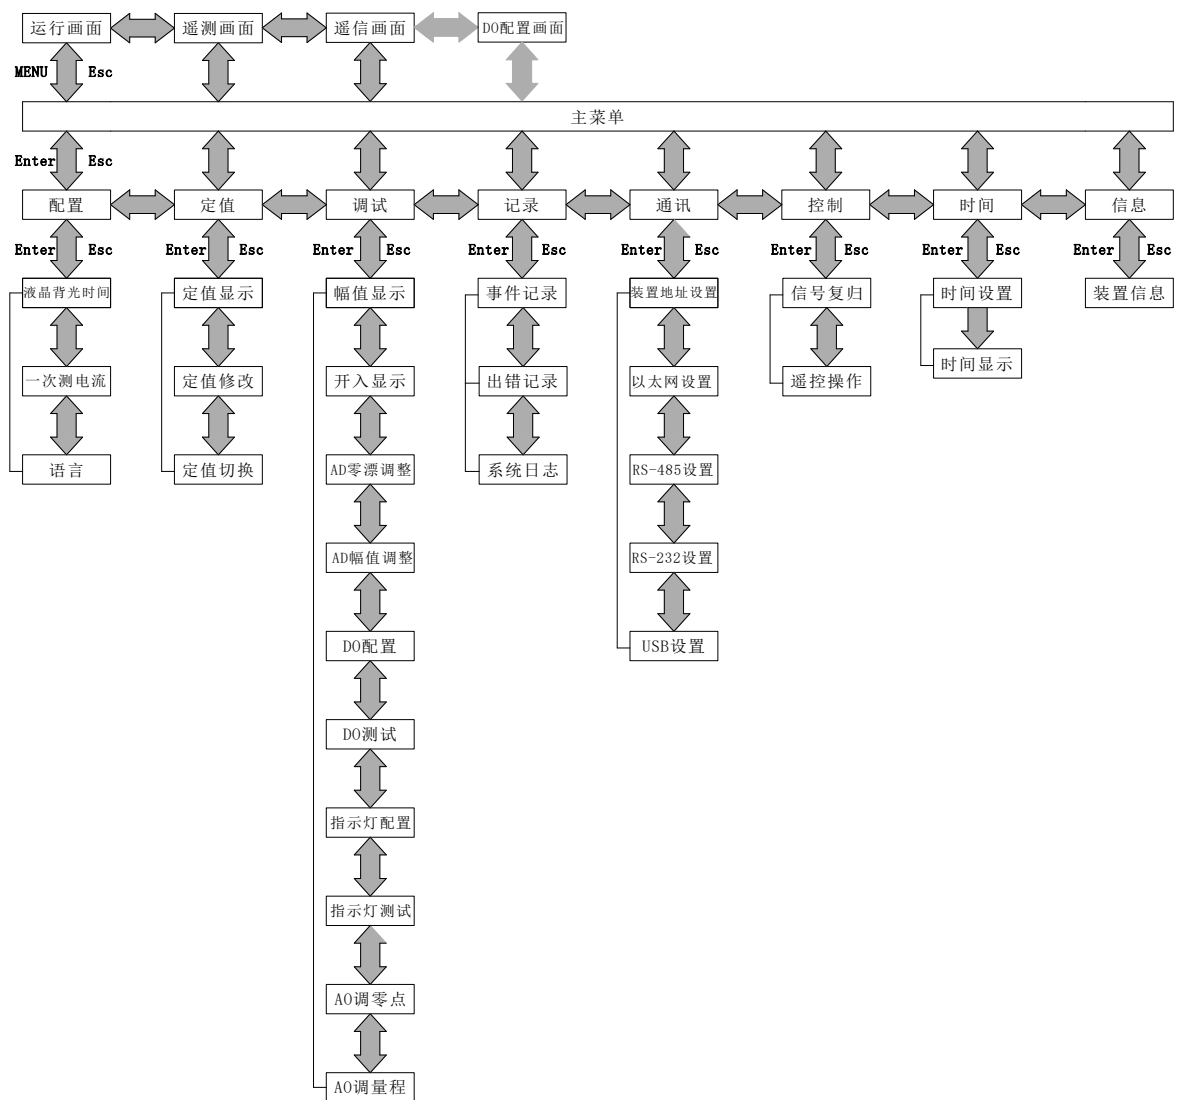 运行画面 遥测画面 遥信画面 DO配置画面
MENU Esc
主菜单
Enter Esc
配置 定值 调试 记录 通讯 控制 时间 信息
Enter Esc Enter Esc Enter Esc Enter Esc Enter Esc Enter Esc Enter Esc Enter Esc
液晶背光时间 定值显示 幅值显示 事件记录 装置地址设置 信号复归 时间设置 装置信息
时间显示
一次测电流 定值修改 开入显示 出错记录 以太网设置 遥控操作
语言 定值切换 AD零漂调整 系统日志 RS-485设置
AD幅值调整 RS-232设置
DO配置 USB设置
DO测试
指示灯配置
指示灯测试
AO调零点
AO调量程